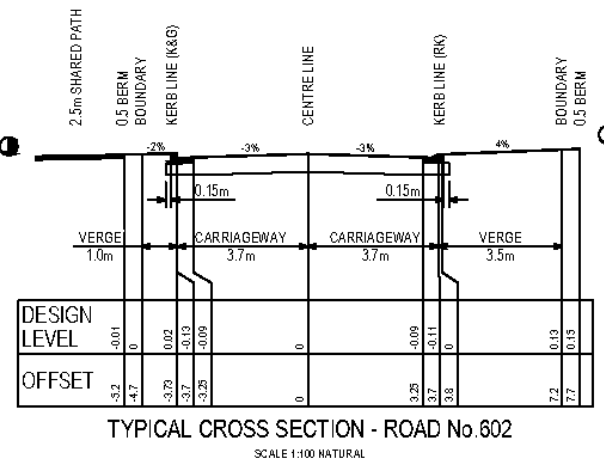 2.5m SHARED PATH
0.5 BERM
BOUNDARY
KERB LINE (K&G)
CENTRE LINE
KERB LINE (RK)
BOUNDARY
0.5 BERM
-2%
-3%
-3%
4%
0.15m
0.15m
VERGE
CARRIAGEWAY
CARRIAGEWAY
VERGE
1.0m
3.7m
3.7m
3.5m
DESIGN
LEVEL
-0.01
0
0.02
-0.13
-0.09
0
-0.09
-0.11
0
0.13
0.15
OFFSET
-5.2
-4.7
-3.73
-3.7
-3.25
0
3.25
3.7
3.8
7.2
7.7
TYPICAL CROSS SECTION - ROAD No.602
SCALE 1:100 NATURAL